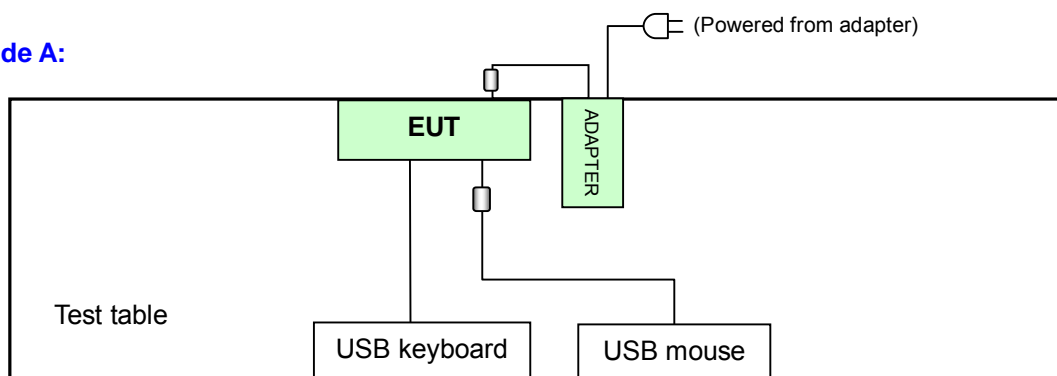 (Powered from adapter)
de A:
EUT
ADAPTER
Test table
USB keyboard
USB mouse